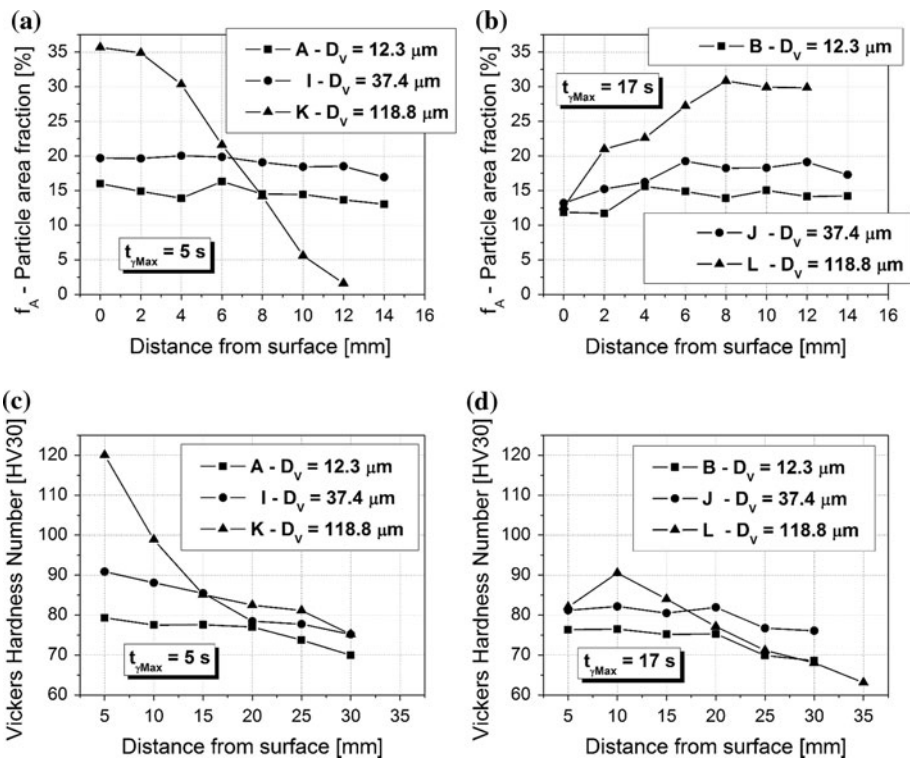 (a)
f_A - Particle area fraction [%]
35
30
25
20
15
10
5
0
A - D_V = 12.3 μm
I - D_V = 37.4 μm
K - D_V = 118.8 μm
t_γMax = 5 s
0 2 4 6 8 10 12 14 16
Distance from surface [mm]
(b)
f_A - Particle area fraction [%]
35
30
25
20
15
10
5
0
B - D_V = 12.3 μm
t_γMax = 17 s
J - D_V = 37.4 μm
L - D_V = 118.8 μm
0 2 4 6 8 10 12 14 16
Distance from surface [mm]
(c)
Vickers Hardness Number [HV30]
120
110
100
90
80
70
60
A - D_V = 12.3 μm
I - D_V = 37.4 μm
K - D_V = 118.8 μm
t_γMax = 5 s
5 10 15 20 25 30 35
Distance from surface [mm]
(d)
Vickers Hardness Number [HV30]
120
110
100
90
80
70
60
B - D_V = 12.3 μm
J - D_V = 37.4 μm
L - D_V = 118.8 μm
t_γMax = 17 s
5 10 15 20 25 30 35
Distance from surface [mm]